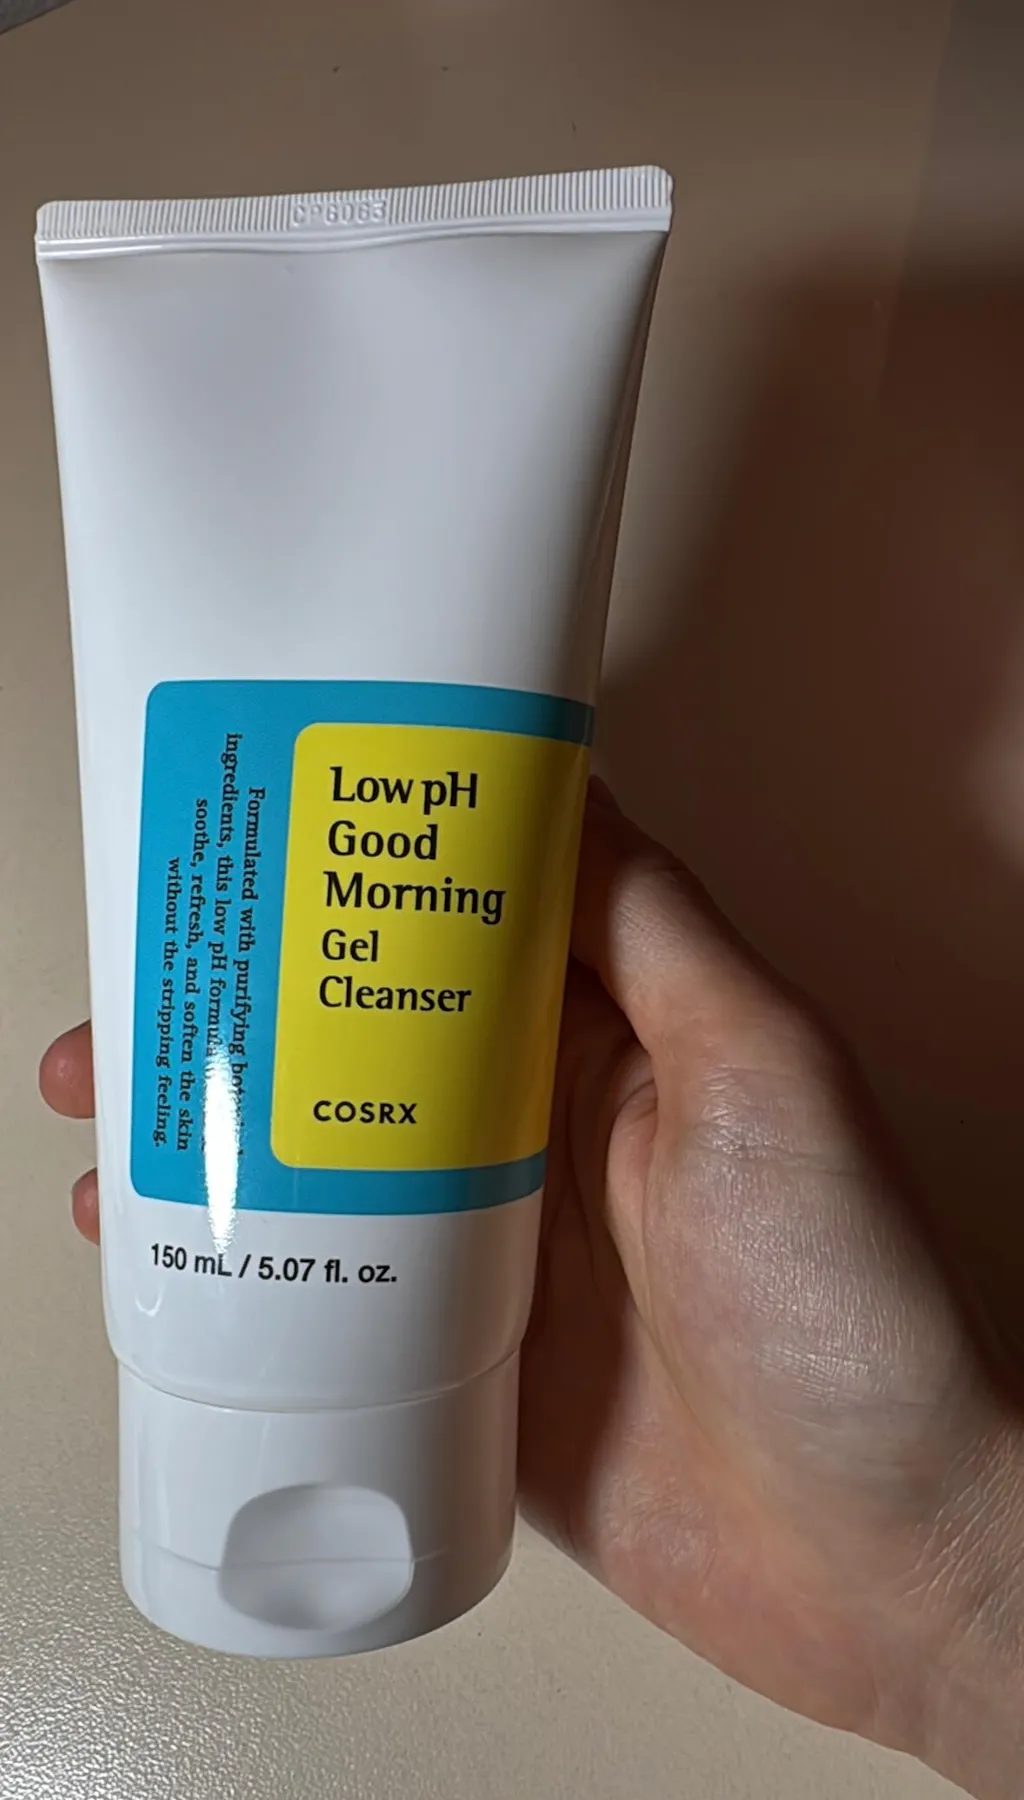 CP6063
Low pH
Good
Morning
Gel
Cleanser
COSRX
Formulated with purifying
ingredients, this low pH
soothe, refresh, and soften the skin
without the stripping feeling.
150 mL / 5.07 fl. oz.